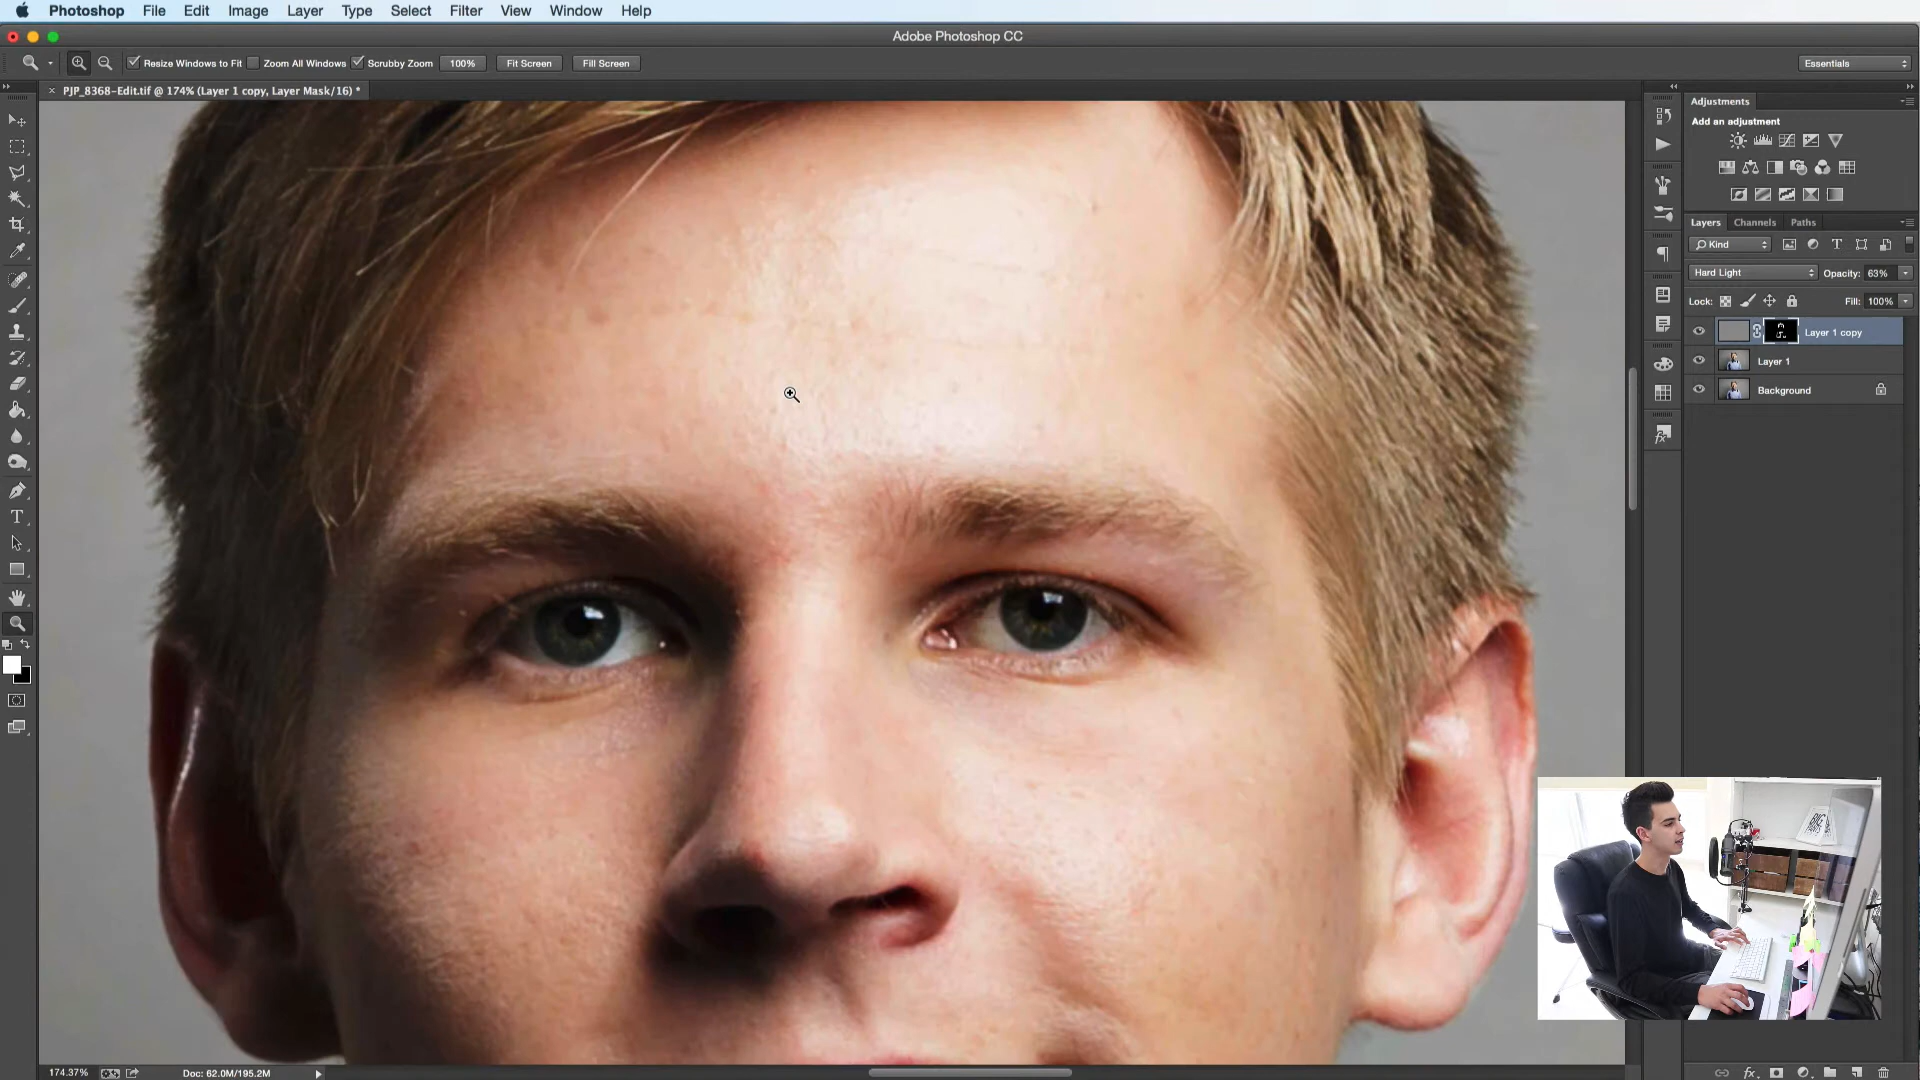 Photoshop File Edit Image Layer Type Select Filter View Window Help
Adobe Photoshop CC
Resize Windows to Fit Zoom All Windows Scrubby Zoom 100% Fit Screen Fill Screen Essentials
× PJP_8368-Edit.tif @ 174% (Layer 1 copy, Layer Mask/16) *
Adjustments
Add an adjustment
Layers Channels Paths
Kind
Hard Light Opacity: 63%
Lock: Fill: 100%
Layer 1 copy
Layer 1
Background
174.37% Doc: 62.0M/195.2M